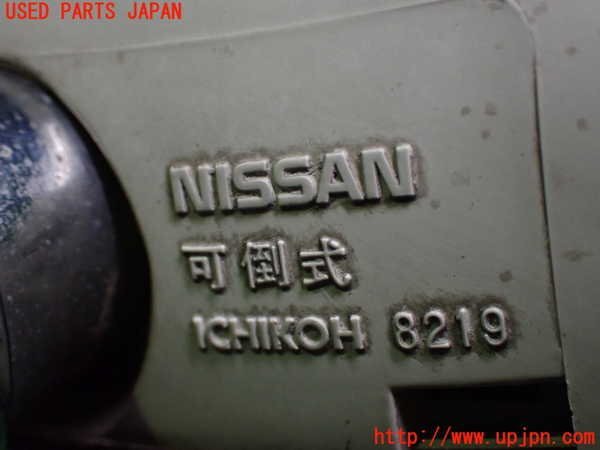 USED PARTS JAPAN
NISSAN
可倒式
ICHIKOH 8219
http://www.upjpn.com/